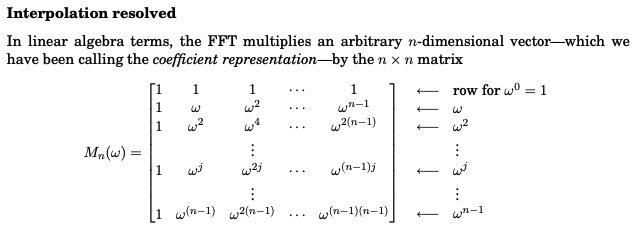 Interpolation resolved
In linear algebra terms, the FFT multiplies an arbitrary n-dimensional vector—which we
have been calling the coefficient representation—by the n × n matrix
1 1 1 ⋯ 1 ⟵ row for ω⁰ = 1
1 ω ω² ⋯ ωⁿ⁻¹ ⟵ ω
1 ω² ω⁴ ⋯ ω²⁽ⁿ⁻¹⁾ ⟵ ω²
Mₙ(ω) = ⋮ ⋮
1 ωʲ ω²ʲ ⋯ ω⁽ⁿ⁻¹⁾ʲ ⟵ ωʲ
⋮ ⋮
1 ω⁽ⁿ⁻¹⁾ ω²⁽ⁿ⁻¹⁾ ⋯ ω⁽ⁿ⁻¹⁾⁽ⁿ⁻¹⁾ ⟵ ωⁿ⁻¹